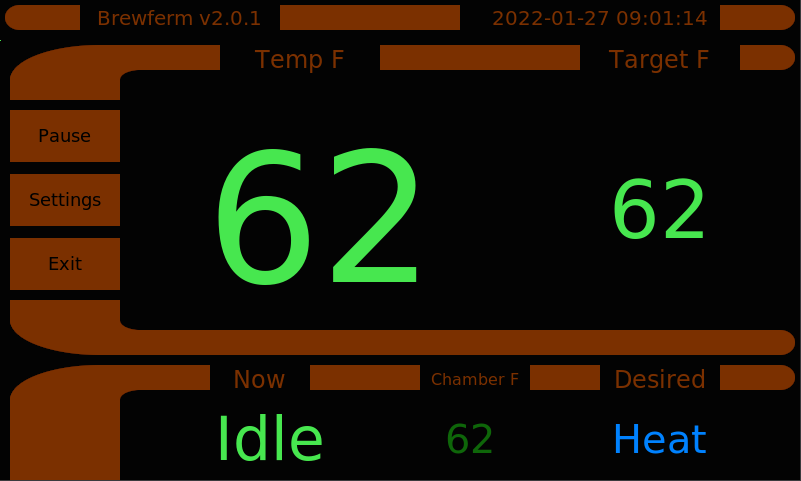 Brewferm v2.0.1 2022-01-27 09:01:14
Temp F Target F
Pause
Settings
Exit
62 62
Now Chamber F Desired
Idle 62 Heat